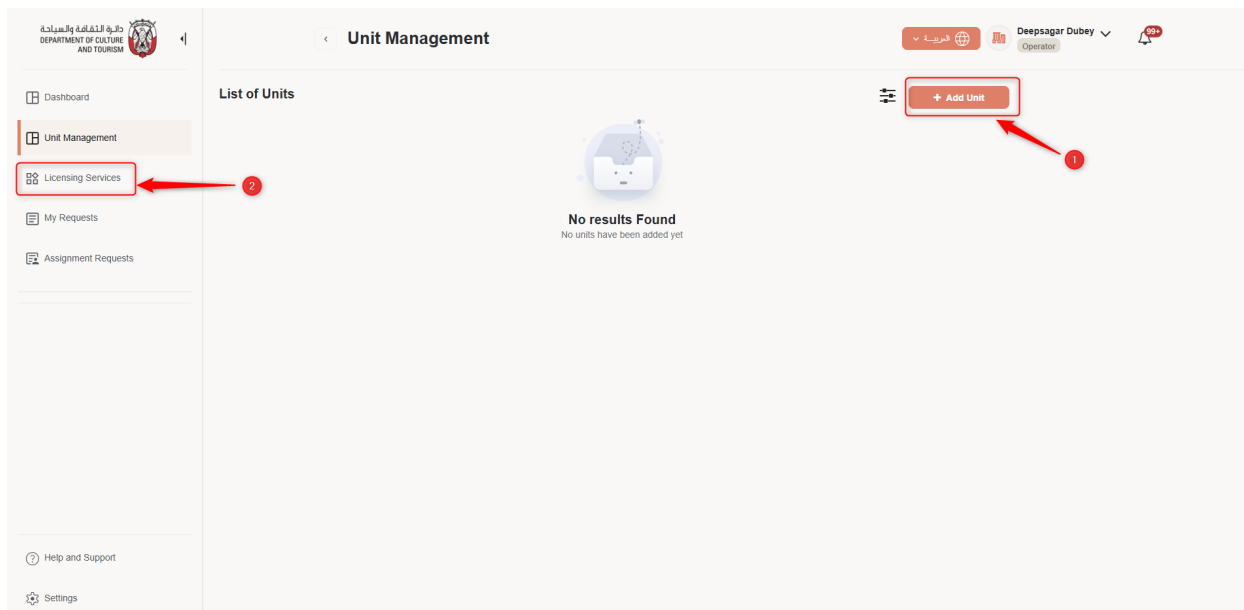 دائرة الثقافة والسياحة
DEPARTMENT OF CULTURE
AND TOURISM
Unit Management
العربيـــة
Deepsagar Dubey
Operator
99+
Dashboard
Unit Management
Licensing Services
My Requests
Assignment Requests
List of Units
+ Add Unit
1
2
No results Found
No units have been added yet
Help and Support
Settings